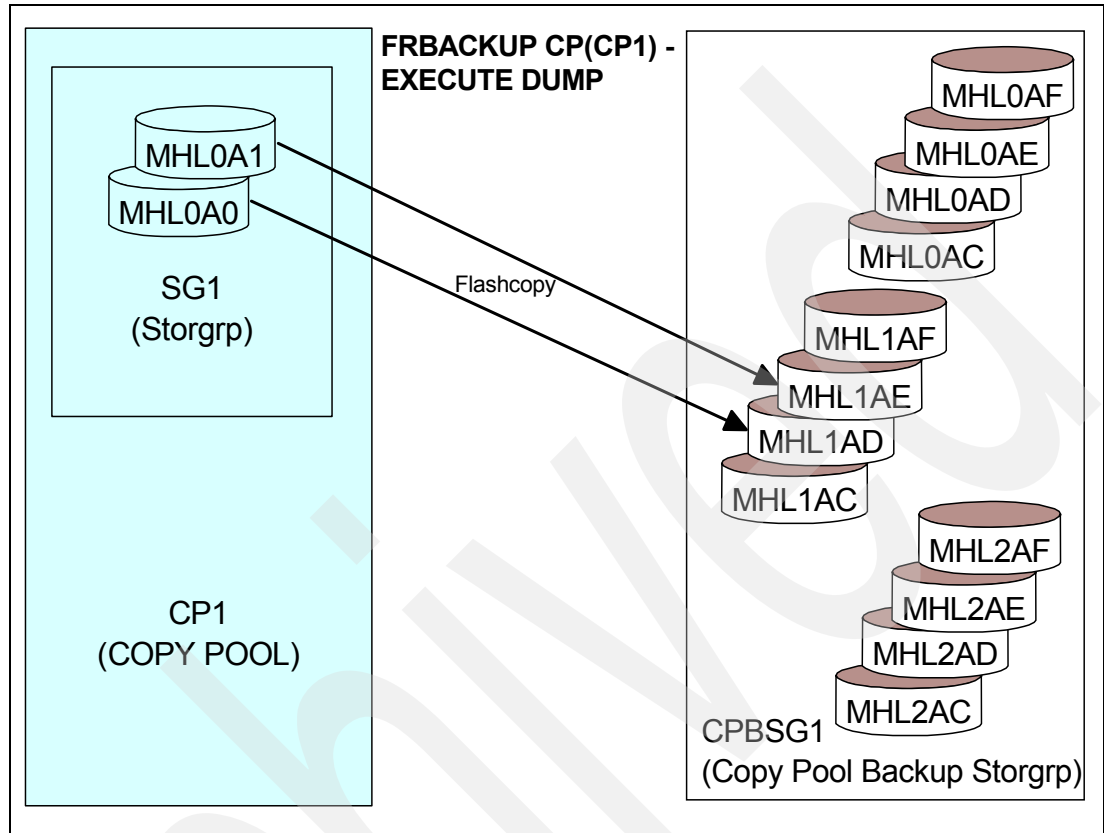 FRBACKUP CP(CP1) -
EXECUTE DUMP
MHL0A1
MHL0A0
SG1
(Storgrp)
CP1
(COPY POOL)
Flashcopy
MHL0AF
MHL0AE
MHL0AD
MHL0AC
MHL1AF
MHL1AE
MHL1AD
MHL1AC
MHL2AF
MHL2AE
MHL2AD
MHL2AC
CPBSG1
(Copy Pool Backup Storgrp)